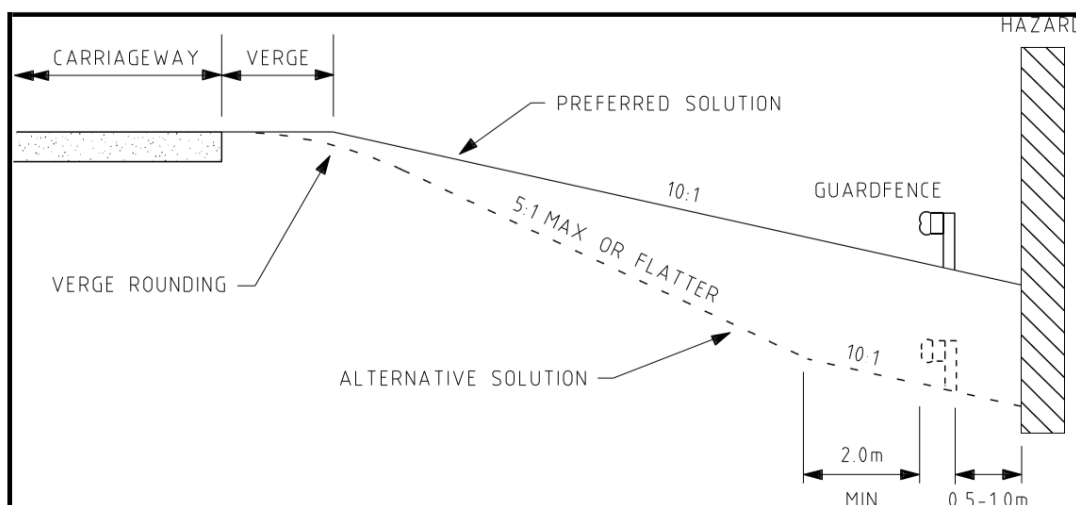 HAZARD
CARRIAGEWAY
VERGE
PREFERRED SOLUTION
10:1
GUARDFENCE
5:1 MAX OR FLATTER
VERGE ROUNDING
10:1
ALTERNATIVE SOLUTION
2.0m
MIN
0.5-1.0m